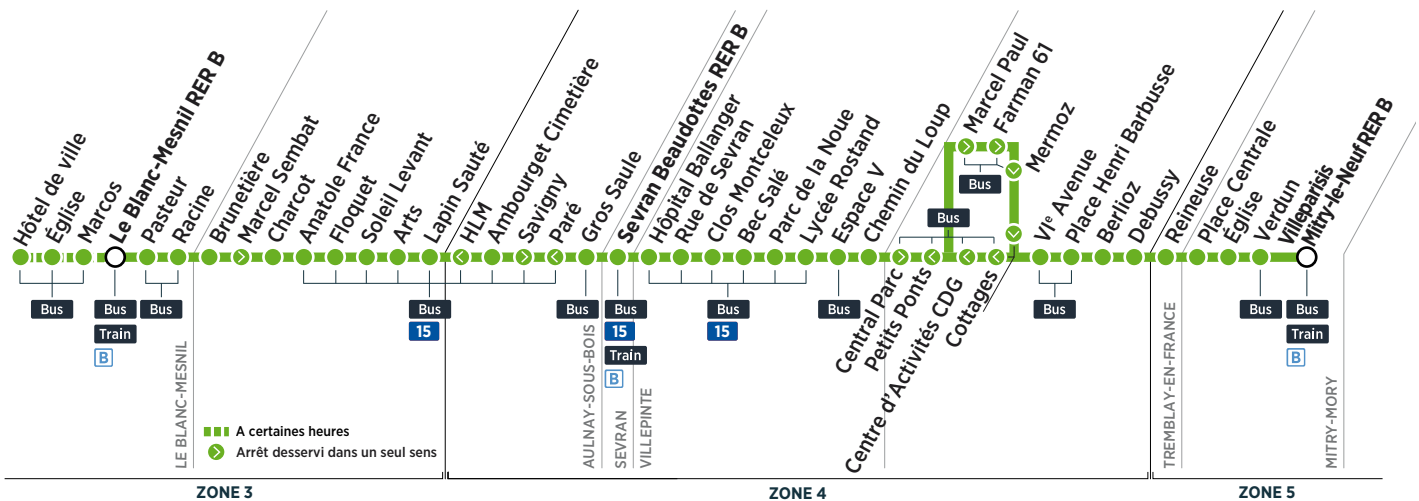 Hôtel de ville
Église
Marcos
Le Blanc-Mesnil RER B
Pasteur
Racine
Brunetière
Marcel Sembat
Charcot
Anatole France
Floquet
Soleil Levant
Arts
Lapin Sauté
HLM
Ambourget Cimetière
Savigny
Paré
Gros Saule
Sevran Beaudottes RER B
Hôpital Ballanger
Rue de Sevran
Clos Montceleux
Bec Salé
Parc de la Noue
Lycée Rostand
Espace V
Chemin du Loup
Marcel Paul
Farman 61
Mermoz
Central Parc
Petits Ponts
Centre d'Activités CDG
Cottages
VIe Avenue
Place Henri Barbusse
Berlioz
Debussy
Réineuse
Place Centrale
Église
Verdun
Villeparisis
Mitry-le-Neuf RER B
Bus
Bus
Train
B
Bus
Bus
15
Bus
Bus
15
Train
B
Bus
15
Bus
Bus
Bus
Bus
Bus
Bus
Train
B
LE BLANC-MESNIL
AULNAY-SOUS-BOIS
SEVRAN
VILLEPINTE
TREMBLAY-EN-FRANCE
MITRY-MORY
A certaines heures
Arrêt desservi dans un seul sens
ZONE 3
ZONE 4
ZONE 5